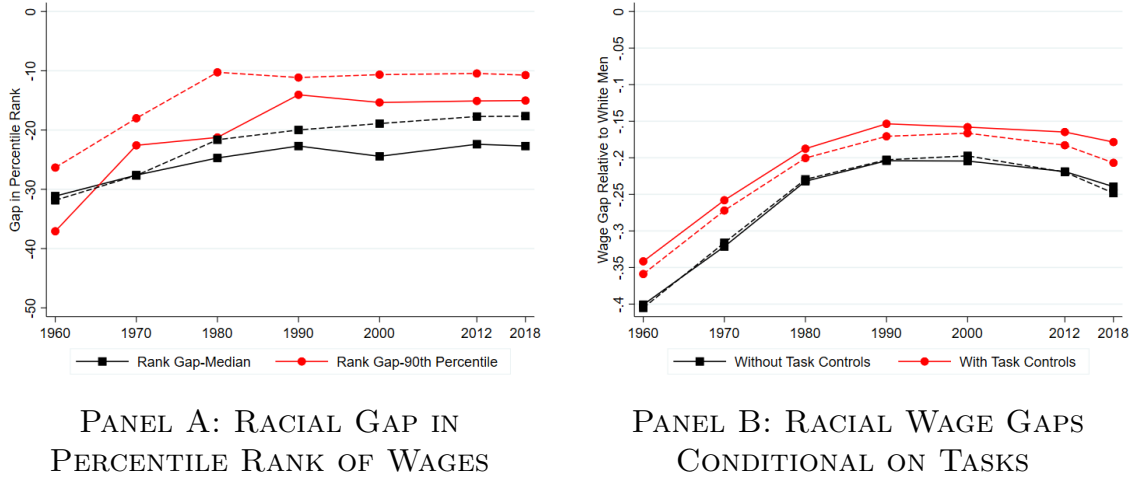 Gap in Percentile Rank
0
-10
-20
-30
-40
-50
1960 1970 1980 1990 2000 2012 2018
Rank Gap-Median Rank Gap-90th Percentile
PANEL A: RACIAL GAP IN
PERCENTILE RANK OF WAGES
Wage Gap Relative to White Men
0
-.05
-.1
-.15
-.2
-.25
-.3
-.35
-.4
1960 1970 1980 1990 2000 2012 2018
Without Task Controls With Task Controls
PANEL B: RACIAL WAGE GAPS
CONDITIONAL ON TASKS